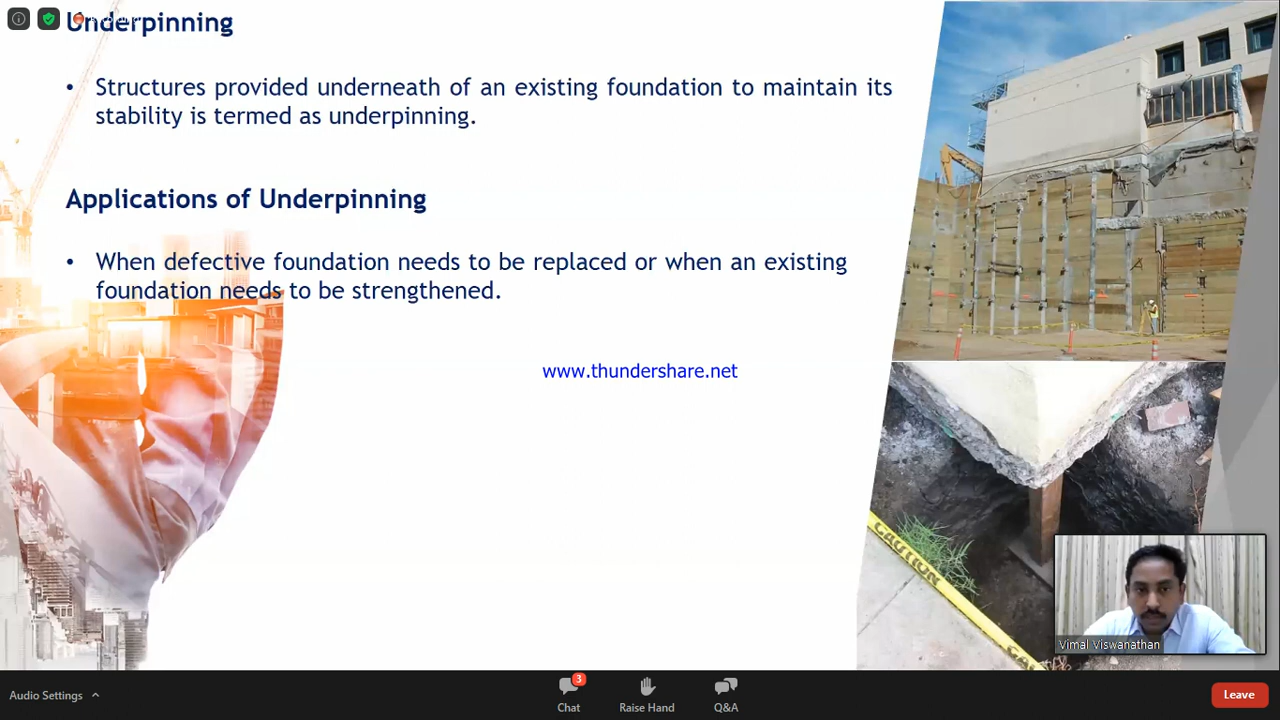 Underpinning
• Structures provided underneath of an existing foundation to maintain its
stability is termed as underpinning.
Applications of Underpinning
• When defective foundation needs to be replaced or when an existing
foundation needs to be strengthened.
www.thundershare.net
CAUTION
Vimal Viswanathan
Audio Settings
3
Chat
Raise Hand
Q&A
Leave